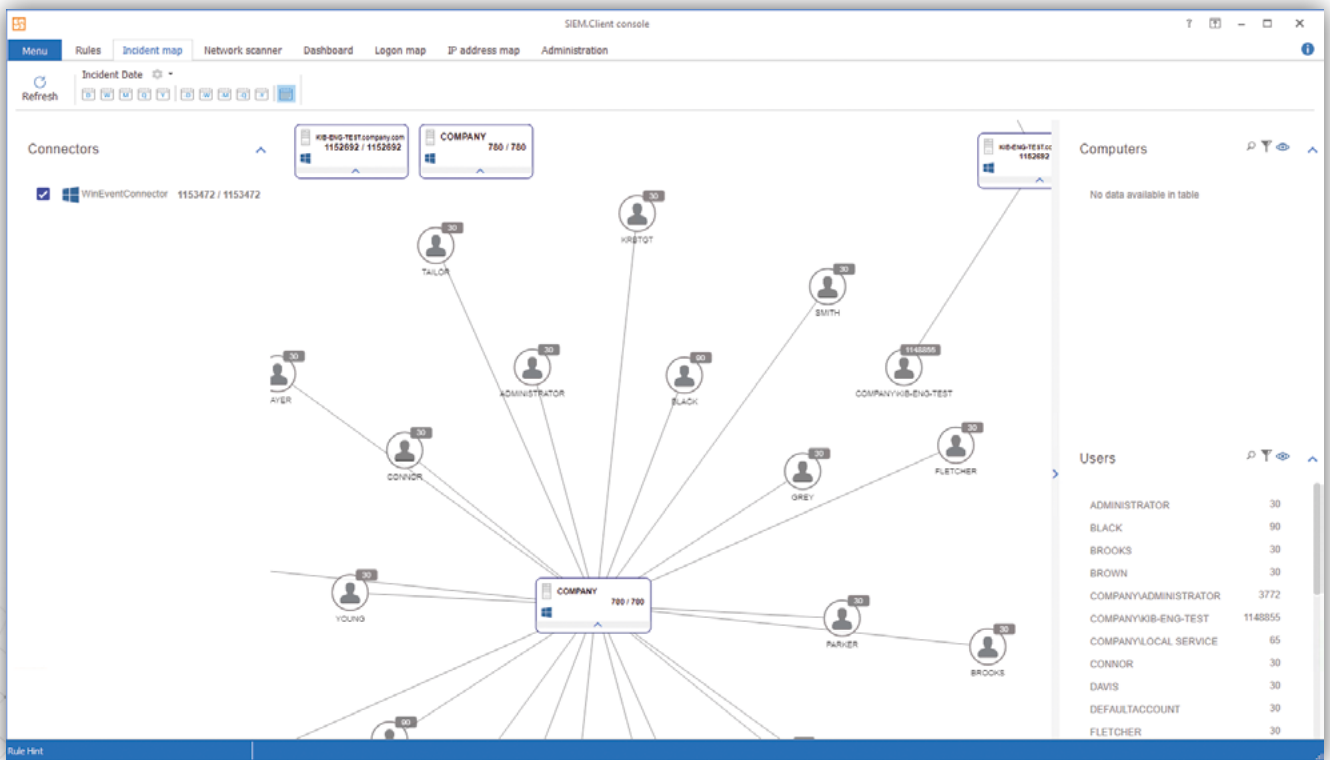 SIEM.Client console
Menu Rules Incident map Network scanner Dashboard Logon map IP address map Administration
Incident Date
Refresh
D W M Q Y D W M Q Y
Connectors
WinEventConnector 1153472 / 1153472
KIB-ENG-TEST.company.com
1152692 / 1152692
COMPANY
780 / 780
KIB-ENG-TEST.co
1152692
30
KRBTGT
30
TAILOR
30
SMITH
30
AYER
30
ADMINISTRATOR
90
BLACK
1148855
COMPANY\KIB-ENG-TEST
30
CONNOR
30
GREY
30
FLETCHER
30
YOUNG
COMPANY
780 / 780
30
PARKER
30
BROOKS
90
Computers
No data available in table
Users
ADMINISTRATOR 30
BLACK 90
BROOKS 30
BROWN 30
COMPANY\ADMINISTRATOR 3772
COMPANY\KIB-ENG-TEST 1148855
COMPANY\LOCAL SERVICE 65
CONNOR 30
DAVIS 30
DEFAULTACCOUNT 30
FLETCHER 30
Rule Hint